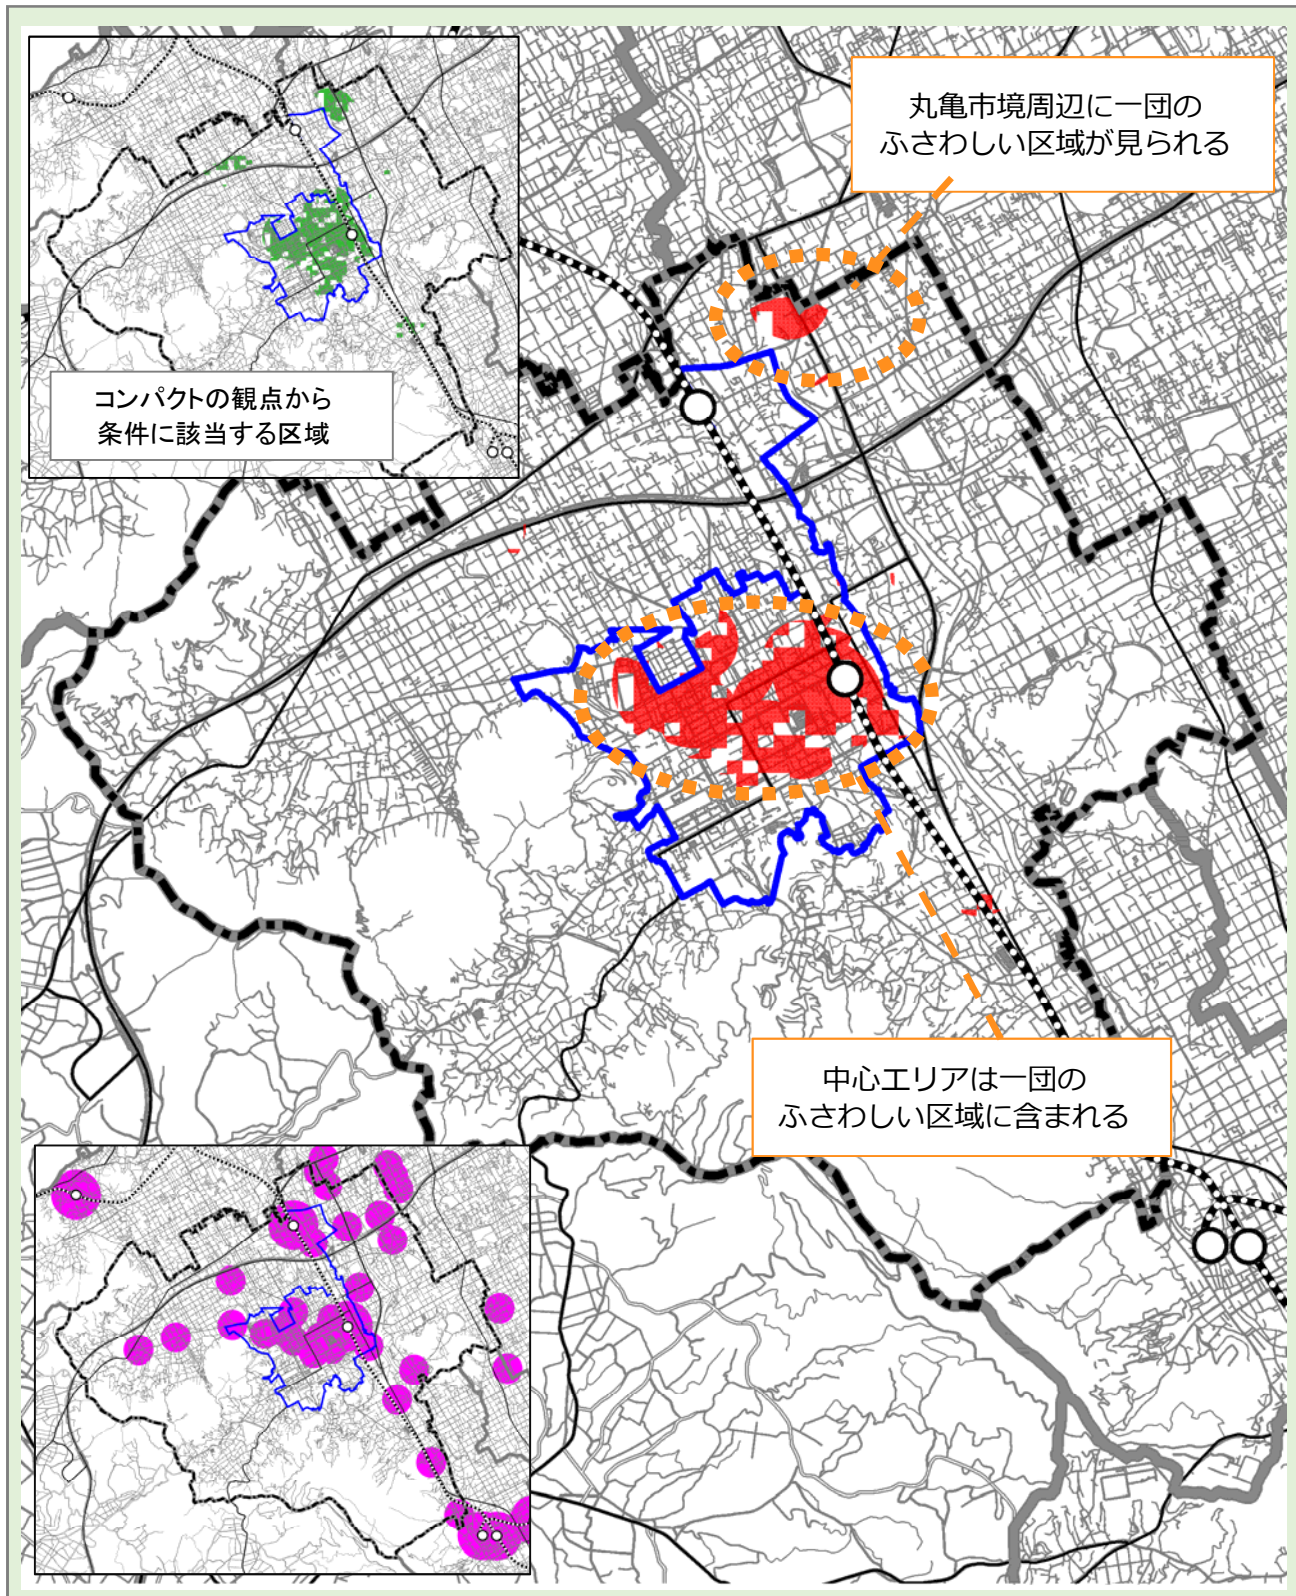 丸亀市境周辺に一団の
ふさわしい区域が見られる
コンパクトの観点から
条件に該当する区域
中心エリアは一団の
ふさわしい区域に含まれる